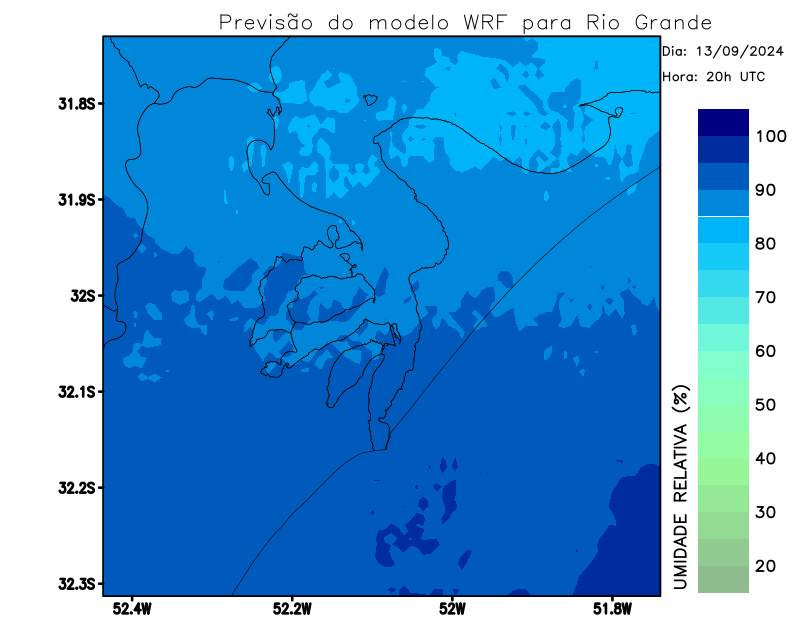 Previsão do modelo WRF para Rio Grande
Dia: 13/09/2024
Hora: 20h UTC
31.8S
31.9S
32S
32.1S
32.2S
32.3S
52.4W
52.2W
52W
51.8W
100
90
80
70
60
50
40
30
20
UMIDADE RELATIVA (%)